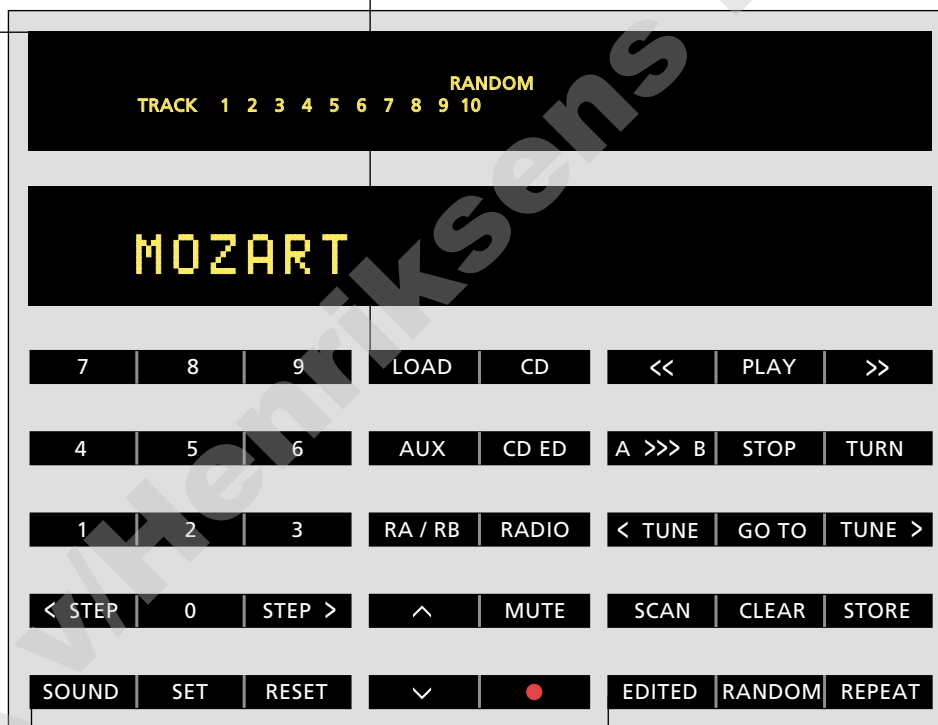 RANDOM
TRACK 1 2 3 4 5 6 7 8 9 10
MOZART
7 8 9 LOAD CD << PLAY >>
4 5 6 AUX CD ED A >>> B STOP TURN
1 2 3 RA / RB RADIO < TUNE GO TO TUNE >
< STEP 0 STEP > ^ MUTE SCAN CLEAR STORE
SOUND SET RESET EDITED RANDOM REPEAT
v/Henriksens